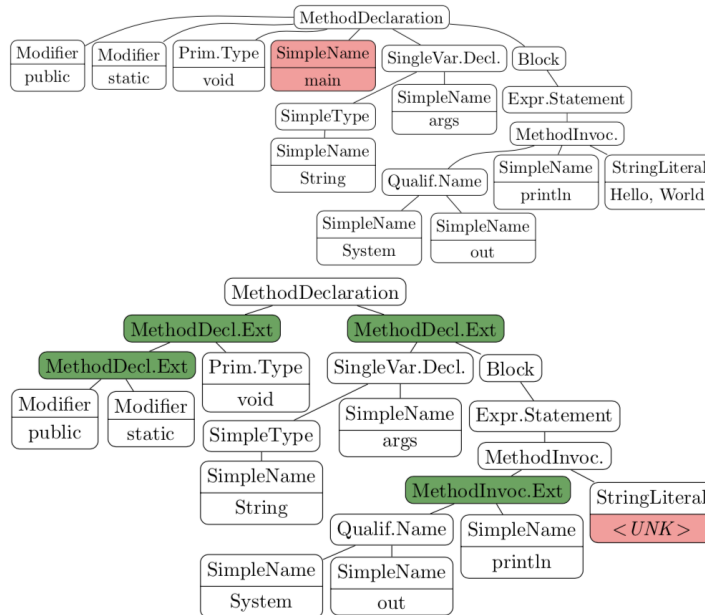 MethodDeclaration
Modifier
public
Modifier
static
Prim.Type
void
SimpleName
main
SingleVar.Decl.
Block
SimpleType
SimpleName
args
Expr.Statement
SimpleName
String
MethodInvoc.
Qualif.Name
SimpleName
println
StringLiteral
Hello, World
SimpleName
System
SimpleName
out
MethodDeclaration
MethodDecl.Ext
MethodDecl.Ext
MethodDecl.Ext
Prim.Type
void
SingleVar.Decl.
Block
Modifier
public
Modifier
static
SimpleType
SimpleName
args
Expr.Statement
SimpleName
String
MethodInvoc.
MethodInvoc.Ext
StringLiteral
<UNK>
Qualif.Name
SimpleName
println
SimpleName
System
SimpleName
out